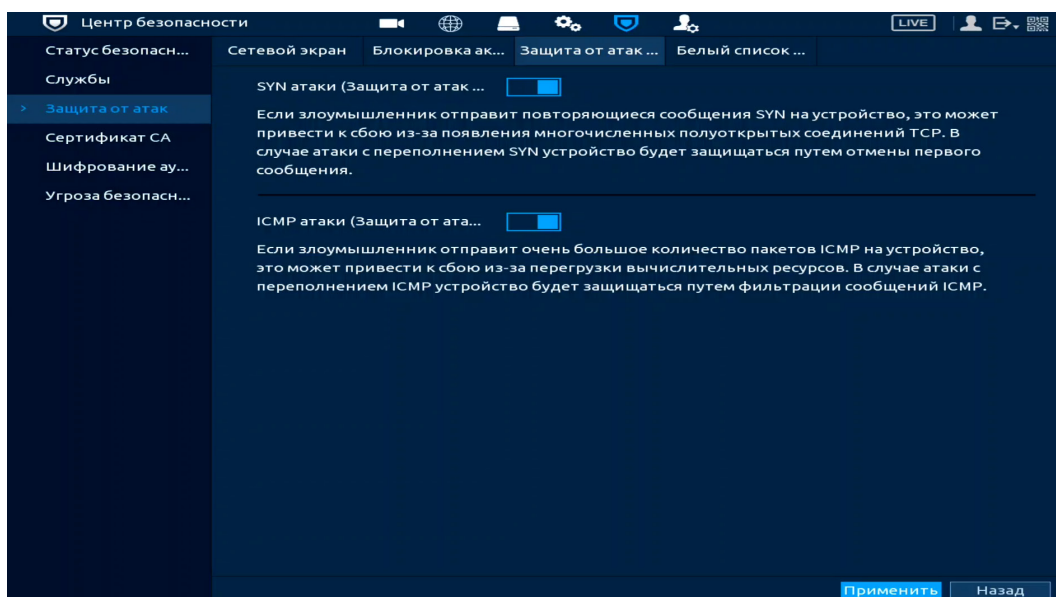 Центр безопасности
LIVE
Статус безопасн...
Службы
Защита от атак
Сертификат CA
Шифрование ау...
Угроза безопасн...
Сетевой экран
Блокировка ак...
Защита от атак ...
Белый список ...
SYN атаки (Защита от атак ...
Если злоумышленник отправит повторяющиеся сообщения SYN на устройство, это может
привести к сбою из-за появления многочисленных полуоткрытых соединений TCP. В
случае атаки с переполнением SYN устройство будет защищаться путем отмены первого
сообщения.
ICMP атаки (Защита от ата...
Если злоумышленник отправит очень большое количество пакетов ICMP на устройство,
это может привести к сбою из-за перегрузки вычислительных ресурсов. В случае атаки с
переполнением ICMP устройство будет защищаться путем фильтрации сообщений ICMP.
Применить
Назад